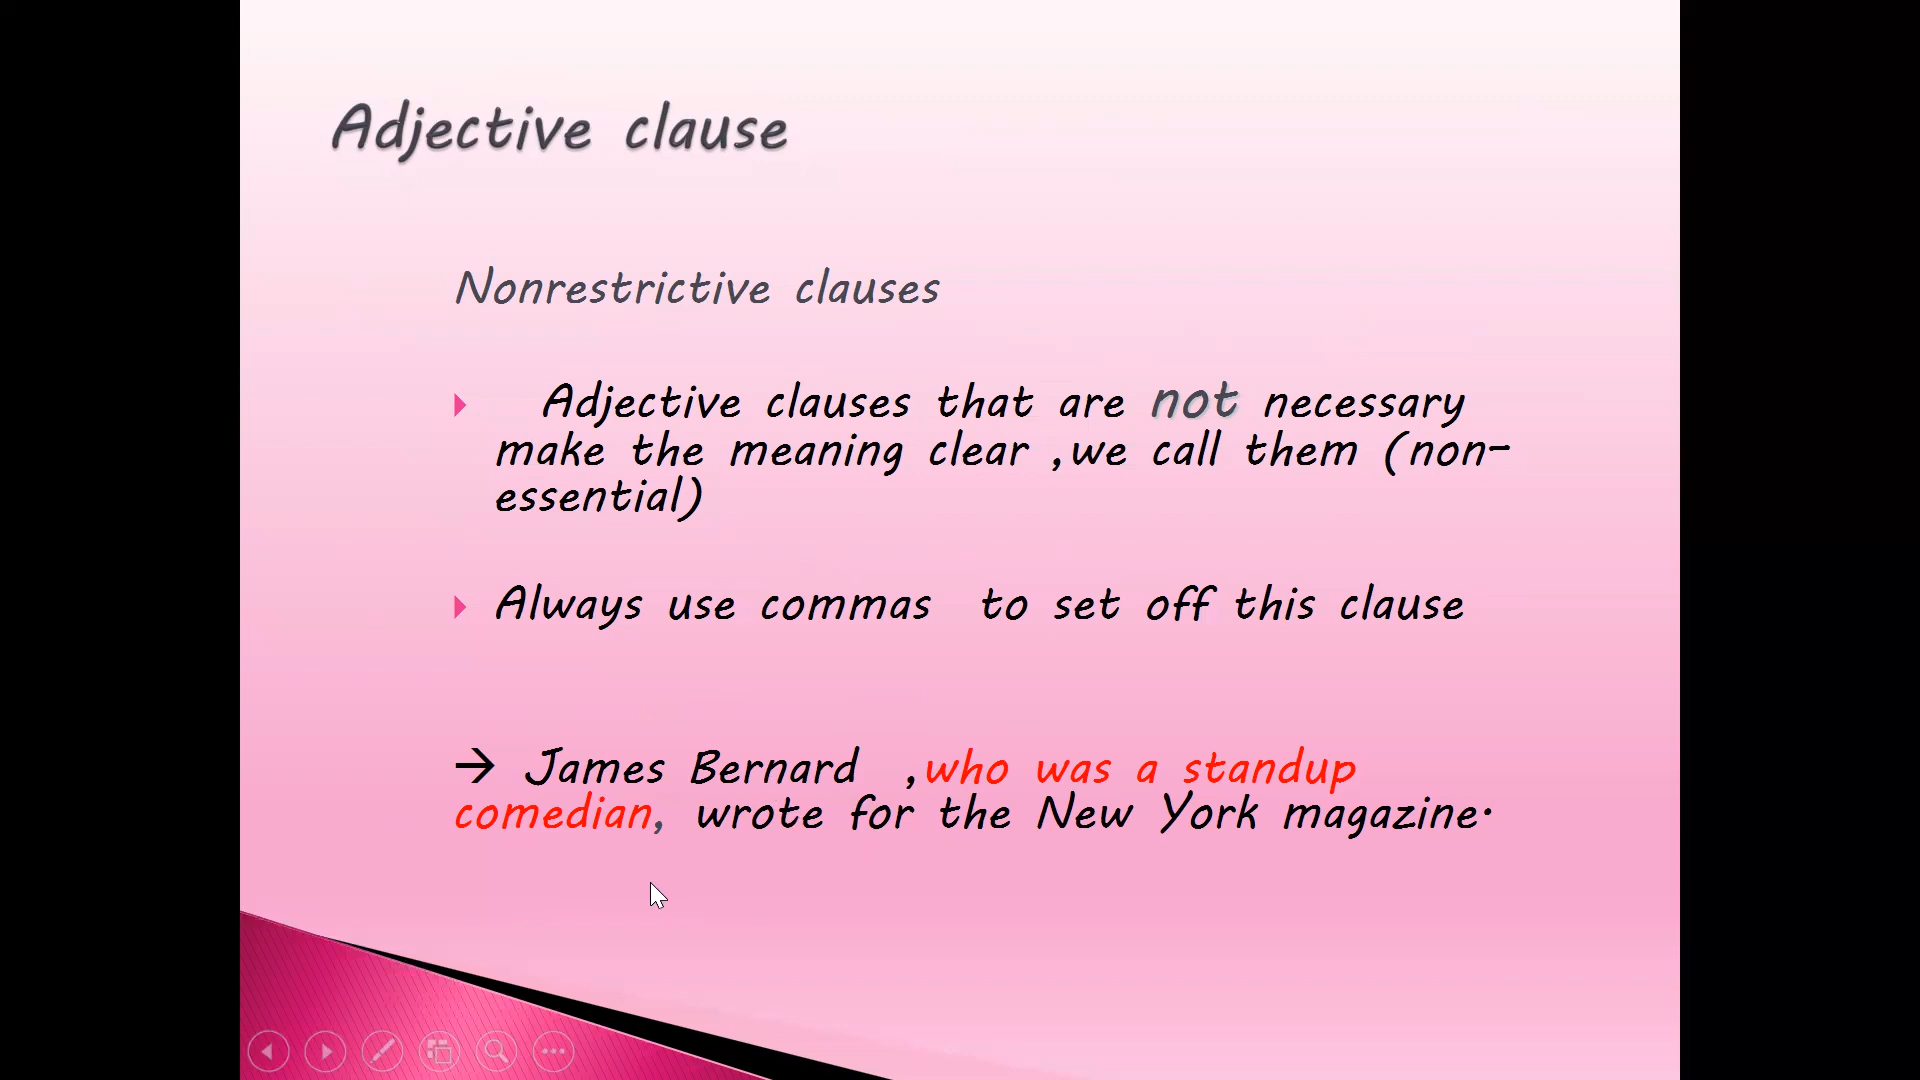 Adjective clause
Nonrestrictive clauses
Adjective clauses that are not necessary
make the meaning clear ,we call them (non-
essential)
Always use commas to set off this clause
→ James Bernard ,who was a standup
comedian, wrote for the New York magazine.